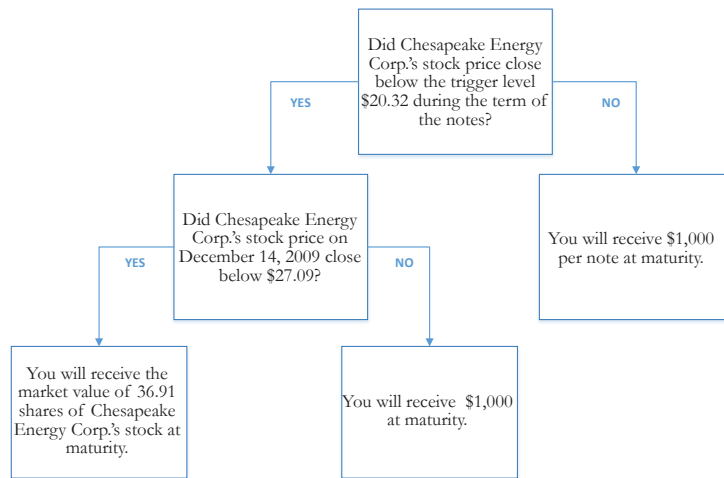 Did Chesapeake Energy
Corp.'s stock price close
below the trigger level
$20.32 during the term of
the notes?
YES
NO
Did Chesapeake Energy
Corp.'s stock price on
December 14, 2009 close
below $27.09?
You will receive $1,000
per note at maturity.
YES
NO
You will receive the
market value of 36.91
shares of Chesapeake
Energy Corp.'s stock at
maturity.
You will receive $1,000
at maturity.